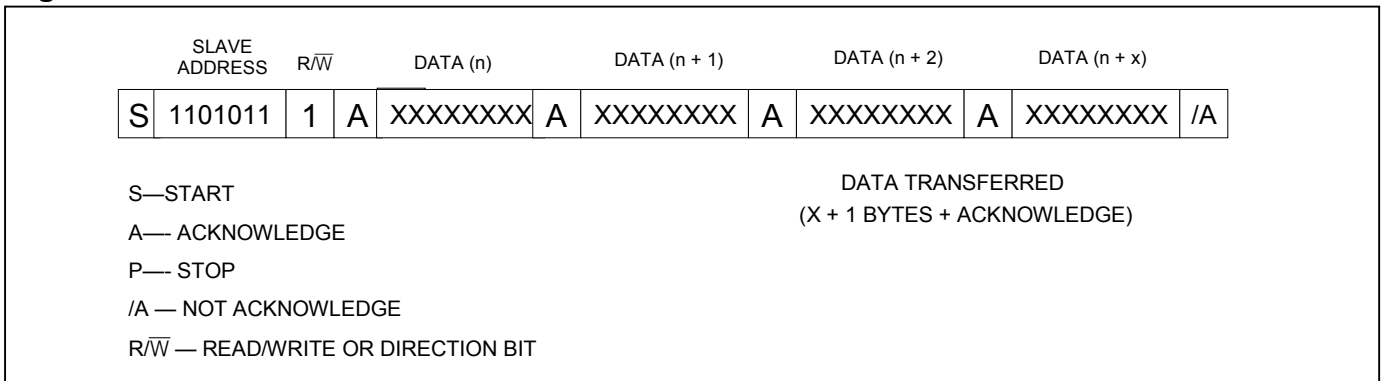 SLAVE
ADDRESS R/W̅ DATA (n) DATA (n + 1) DATA (n + 2) DATA (n + x)
S 1101011 1 A XXXXXXXX A XXXXXXXX A XXXXXXXX A XXXXXXXX /A
S—START
A—- ACKNOWLEDGE
P—- STOP
/A — NOT ACKNOWLEDGE
R/W̅ — READ/WRITE OR DIRECTION BIT
DATA TRANSFERRED
(X + 1 BYTES + ACKNOWLEDGE)